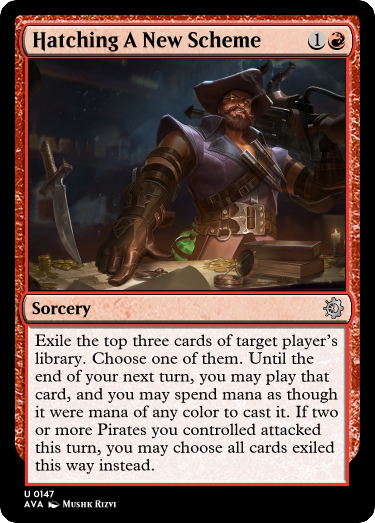 Hatching A New Scheme 1
Sorcery
Exile the top three cards of target player's
library. Choose one of them. Until the
end of your next turn, you may play that
card, and you may spend mana as though
it were mana of any color to cast it. If two
or more Pirates you controlled attacked
this turn, you may choose all cards exiled
this way instead.
U 0147
AVA Mushk Rizvi